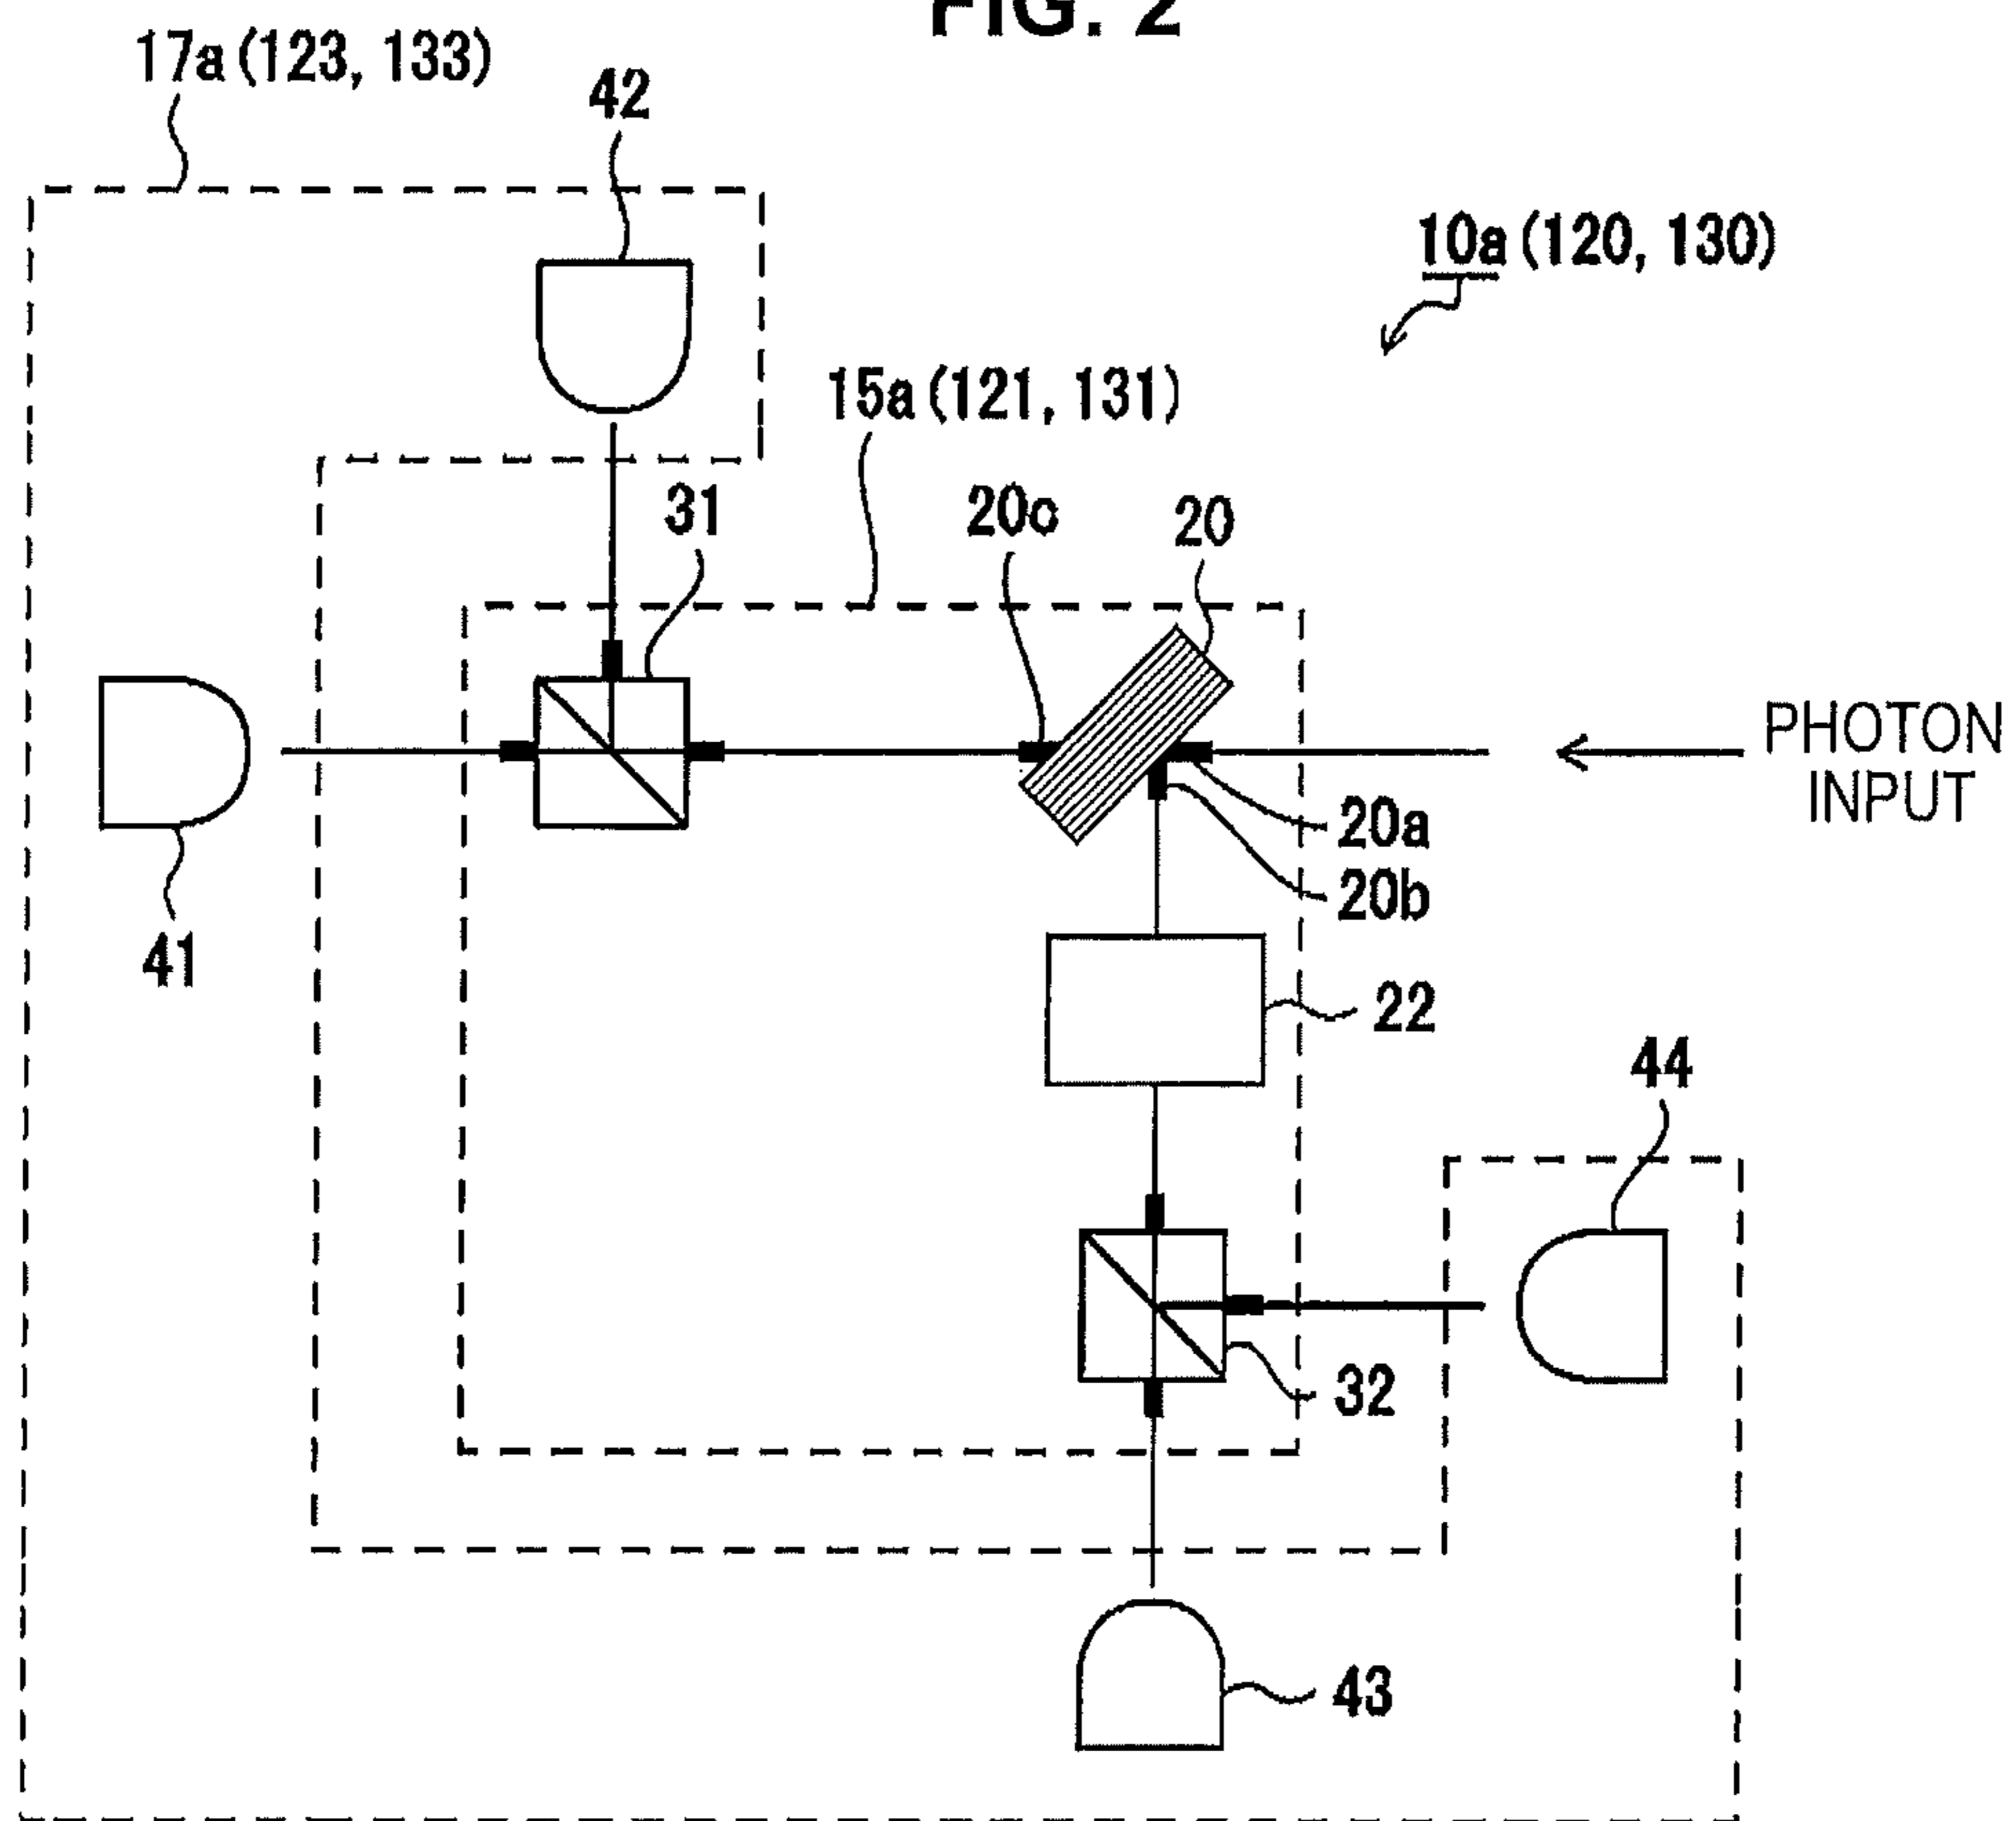 FIG. 2
17a (123, 133)
42
10a (120, 130)
15a (121, 131)
31
20c
20
PHOTON
INPUT
20a
20b
41
22
44
32
43